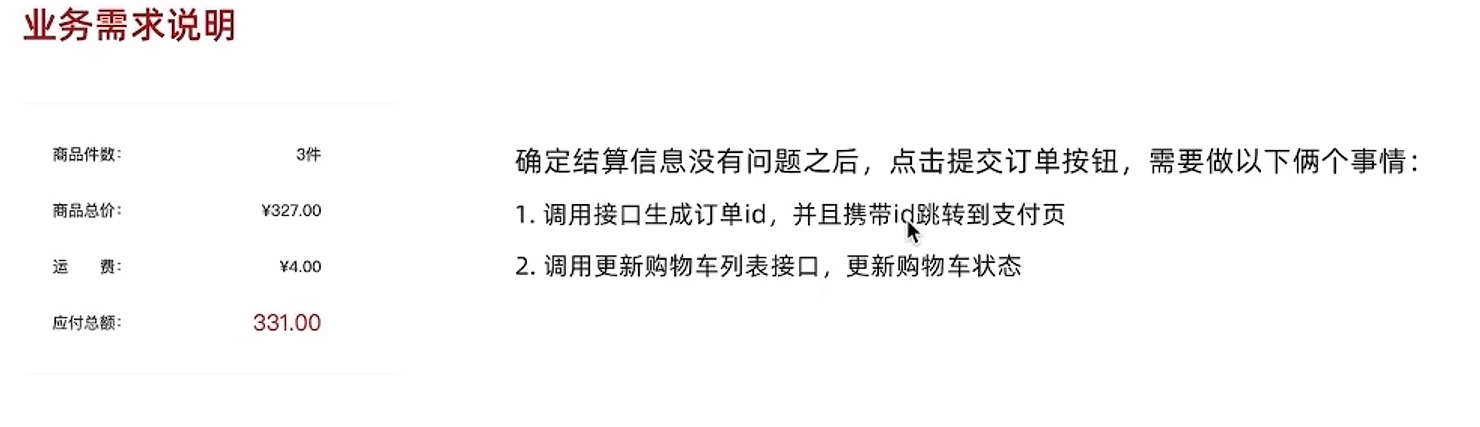 业务需求说明
商品件数： 3件
商品总价： ¥327.00
运 费： ¥4.00
应付总额： 331.00
确定结算信息没有问题之后，点击提交订单按钮，需要做以下俩个事情：
1. 调用接口生成订单id，并且携带id跳转到支付页
2. 调用更新购物车列表接口，更新购物车状态